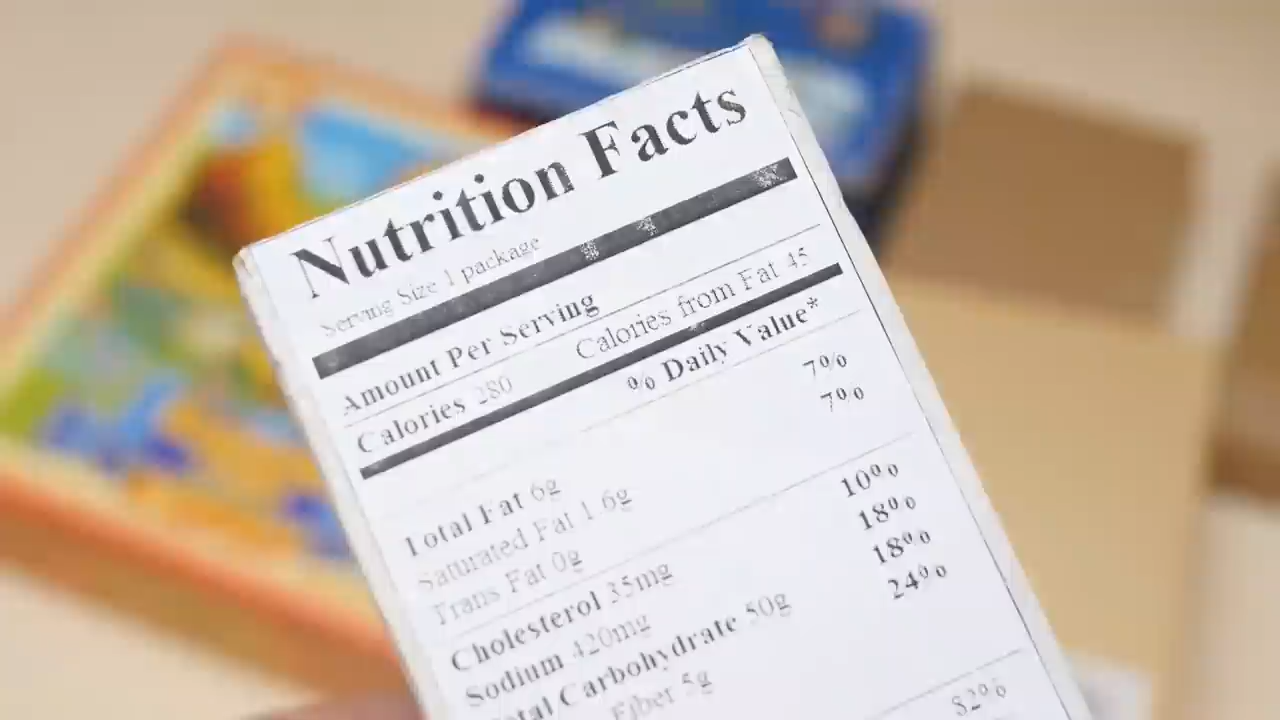 Nutrition Facts
Serving Size 1 package
Amount Per Serving
Calories 280 Calories from Fat 45
% Daily Value*
Total Fat 6g 7%
Saturated Fat 1.6g 7%
Trans Fat 0g
Cholesterol 35mg 10%
Sodium 420mg 18%
Total Carbohydrate 50g 18%
Fiber 5g 24%
82%